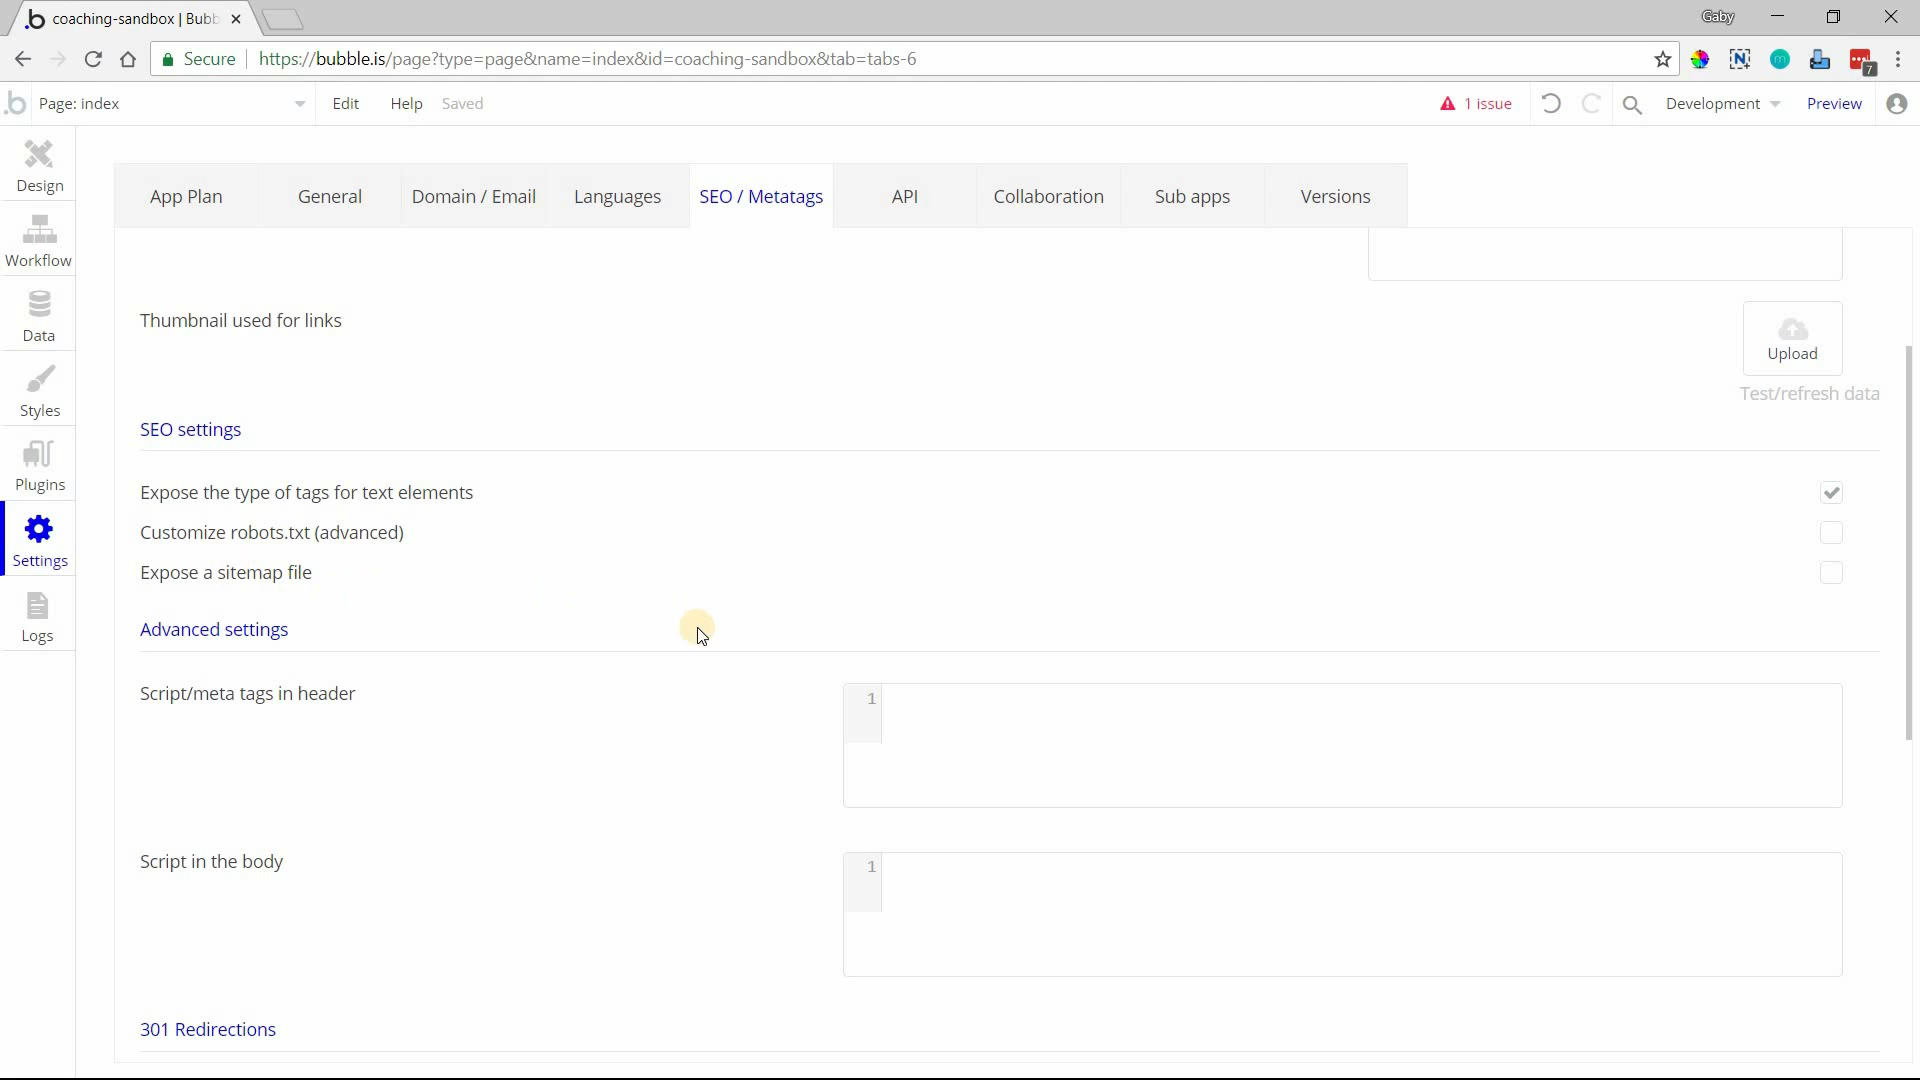 coaching-sandbox | Bubb
Gaby
Secure https://bubble.is/page?type=page&name=index&id=coaching-sandbox&tab=tabs-6
7
Page: index Edit Help Saved 1 issue Development Preview
Design
Workflow
Data
Styles
Plugins
Settings
Logs
App Plan General Domain / Email Languages SEO / Metatags API Collaboration Sub apps Versions
Thumbnail used for links
Upload
Test/refresh data
SEO settings
Expose the type of tags for text elements
Customize robots.txt (advanced)
Expose a sitemap file
Advanced settings
Script/meta tags in header
1
Script in the body
1
301 Redirections